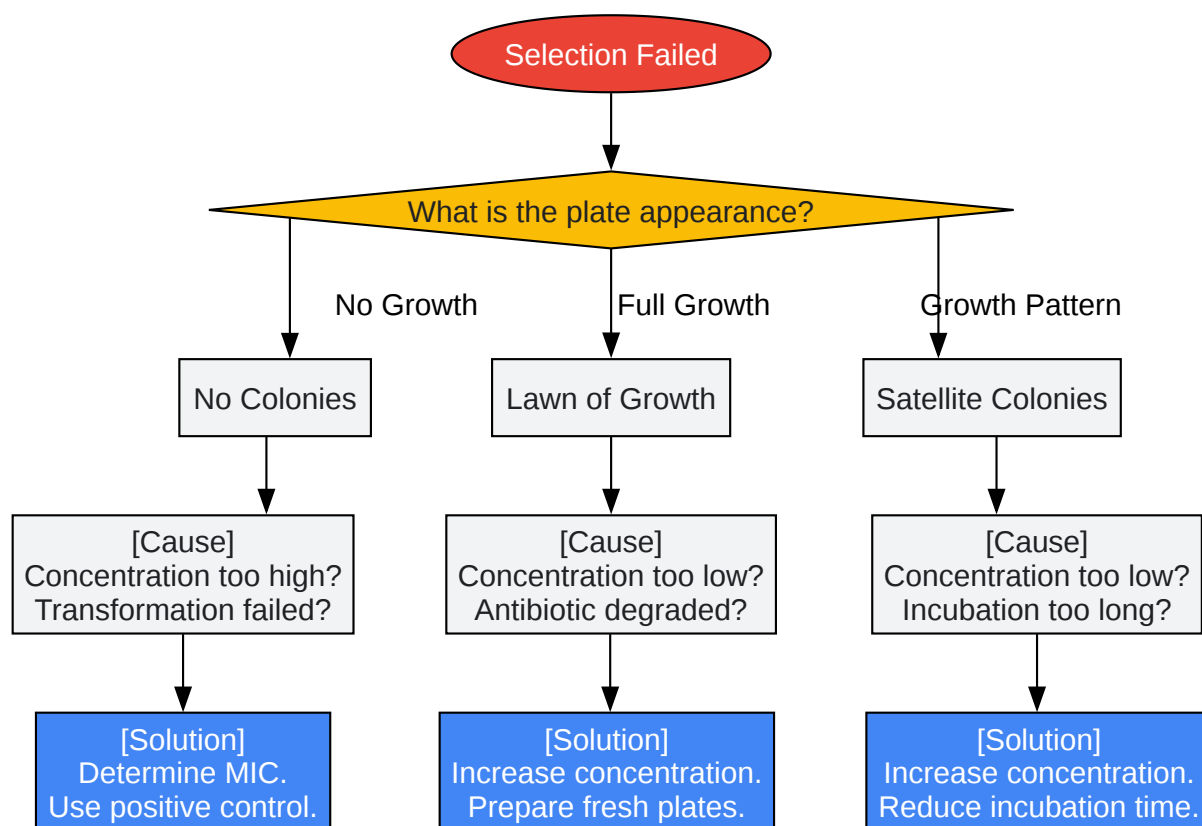 Selection Failed
What is the plate appearance?
No Growth
Full Growth
Growth Pattern
No Colonies
Lawn of Growth
Satellite Colonies
[Cause]
Concentration too high?
Transformation failed?
[Cause]
Concentration too low?
Antibiotic degraded?
[Cause]
Concentration too low?
Incubation too long?
[Solution]
Determine MIC.
Use positive control.
[Solution]
Increase concentration.
Prepare fresh plates.
[Solution]
Increase concentration.
Reduce incubation time.